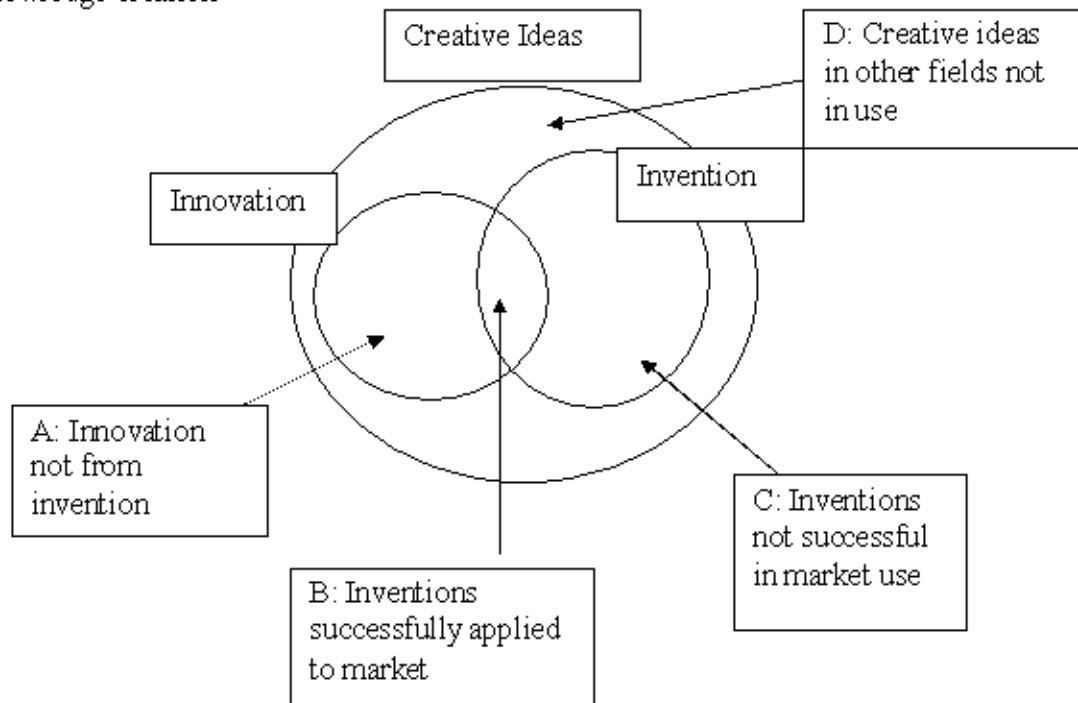 Creative Ideas
D: Creative ideas
in other fields not
in use
Innovation
Invention
A: Innovation
not from
invention
C: Inventions
not successful
in market use
B: Inventions
successfully applied
to market